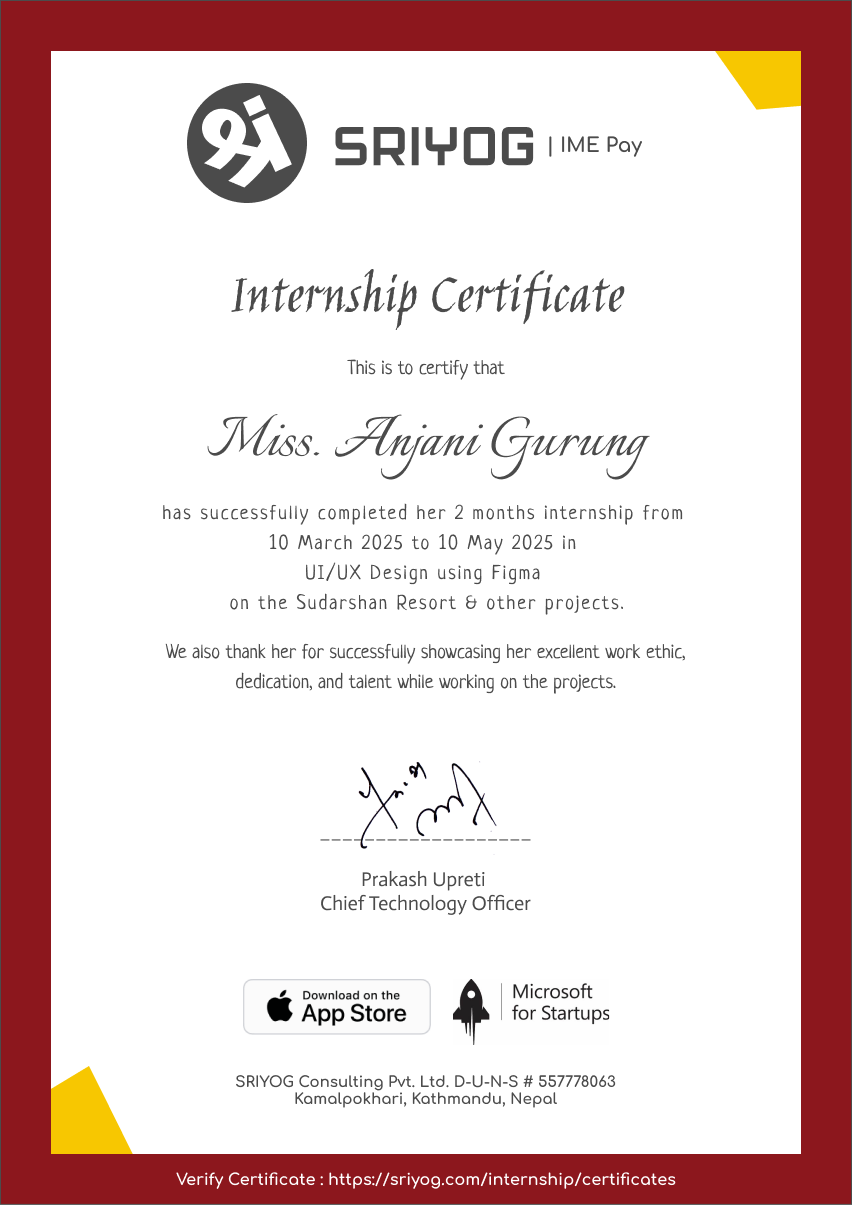 श्री
SRIYOG | IME Pay
Internship Certificate
This is to certify that
Miss. Anjani Gurung
has successfully completed her 2 months internship from
10 March 2025 to 10 May 2025 in
UI/UX Design using Figma
on the Sudarshan Resort & other projects.
We also thank her for successfully showcasing her excellent work ethic,
dedication, and talent while working on the projects.
Prakash Upreti
Chief Technology Officer
Download on the
App Store
Microsoft
for Startups
SRIYOG Consulting Pvt. Ltd. D-U-N-S # 557778063
Kamalpokhari, Kathmandu, Nepal
Verify Certificate : https://sriyog.com/internship/certificates